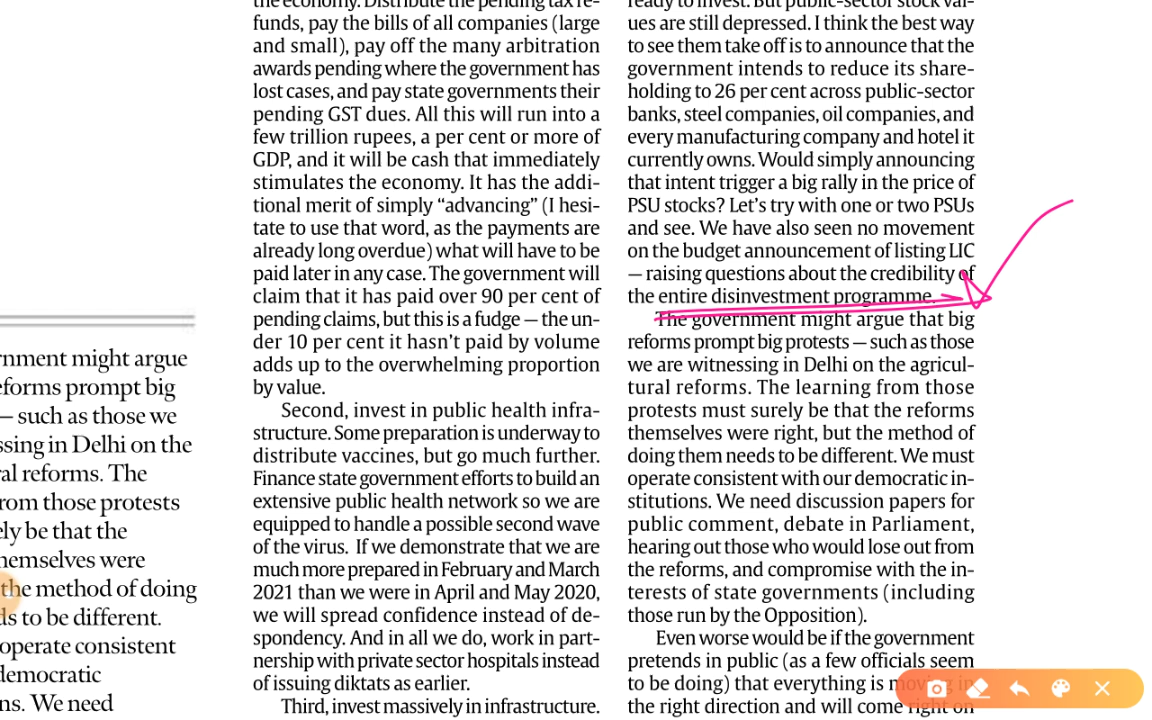 rnment might argue
eforms prompt big
— such as those we
ssing in Delhi on the
ral reforms. The
rom those protests
ely be that the
hemselves were
the method of doing
ds to be different.
operate consistent
democratic
ns. We need
the economy. Distribute the pending tax re-
funds, pay the bills of all companies (large
and small), pay off the many arbitration
awards pending where the government has
lost cases, and pay state governments their
pending GST dues. All this will run into a
few trillion rupees, a per cent or more of
GDP, and it will be cash that immediately
stimulates the economy. It has the addi-
tional merit of simply “advancing” (I hesi-
tate to use that word, as the payments are
already long overdue) what will have to be
paid later in any case. The government will
claim that it has paid over 90 per cent of
pending claims, but this is a fudge — the un-
der 10 per cent it hasn’t paid by volume
adds up to the overwhelming proportion
by value.
Second, invest in public health infra-
structure. Some preparation is underway to
distribute vaccines, but go much further.
Finance state government efforts to build an
extensive public health network so we are
equipped to handle a possible second wave
of the virus. If we demonstrate that we are
much more prepared in February and March
2021 than we were in April and May 2020,
we will spread confidence instead of de-
spondency. And in all we do, work in part-
nership with private sector hospitals instead
of issuing diktats as earlier.
Third, invest massively in infrastructure.
ready to invest. But public-sector stock val-
ues are still depressed. I think the best way
to see them take off is to announce that the
government intends to reduce its share-
holding to 26 per cent across public-sector
banks, steel companies, oil companies, and
every manufacturing company and hotel it
currently owns. Would simply announcing
that intent trigger a big rally in the price of
PSU stocks? Let’s try with one or two PSUs
and see. We have also seen no movement
on the budget announcement of listing LIC
— raising questions about the credibility of
the entire disinvestment programme.
The government might argue that big
reforms prompt big protests — such as those
we are witnessing in Delhi on the agricul-
tural reforms. The learning from those
protests must surely be that the reforms
themselves were right, but the method of
doing them needs to be different. We must
operate consistent with our democratic in-
stitutions. We need discussion papers for
public comment, debate in Parliament,
hearing out those who would lose out from
the reforms, and compromise with the in-
terests of state governments (including
those run by the Opposition).
Even worse would be if the government
pretends in public (as a few officials seem
to be doing) that everything is moving in
the right direction and will come right on